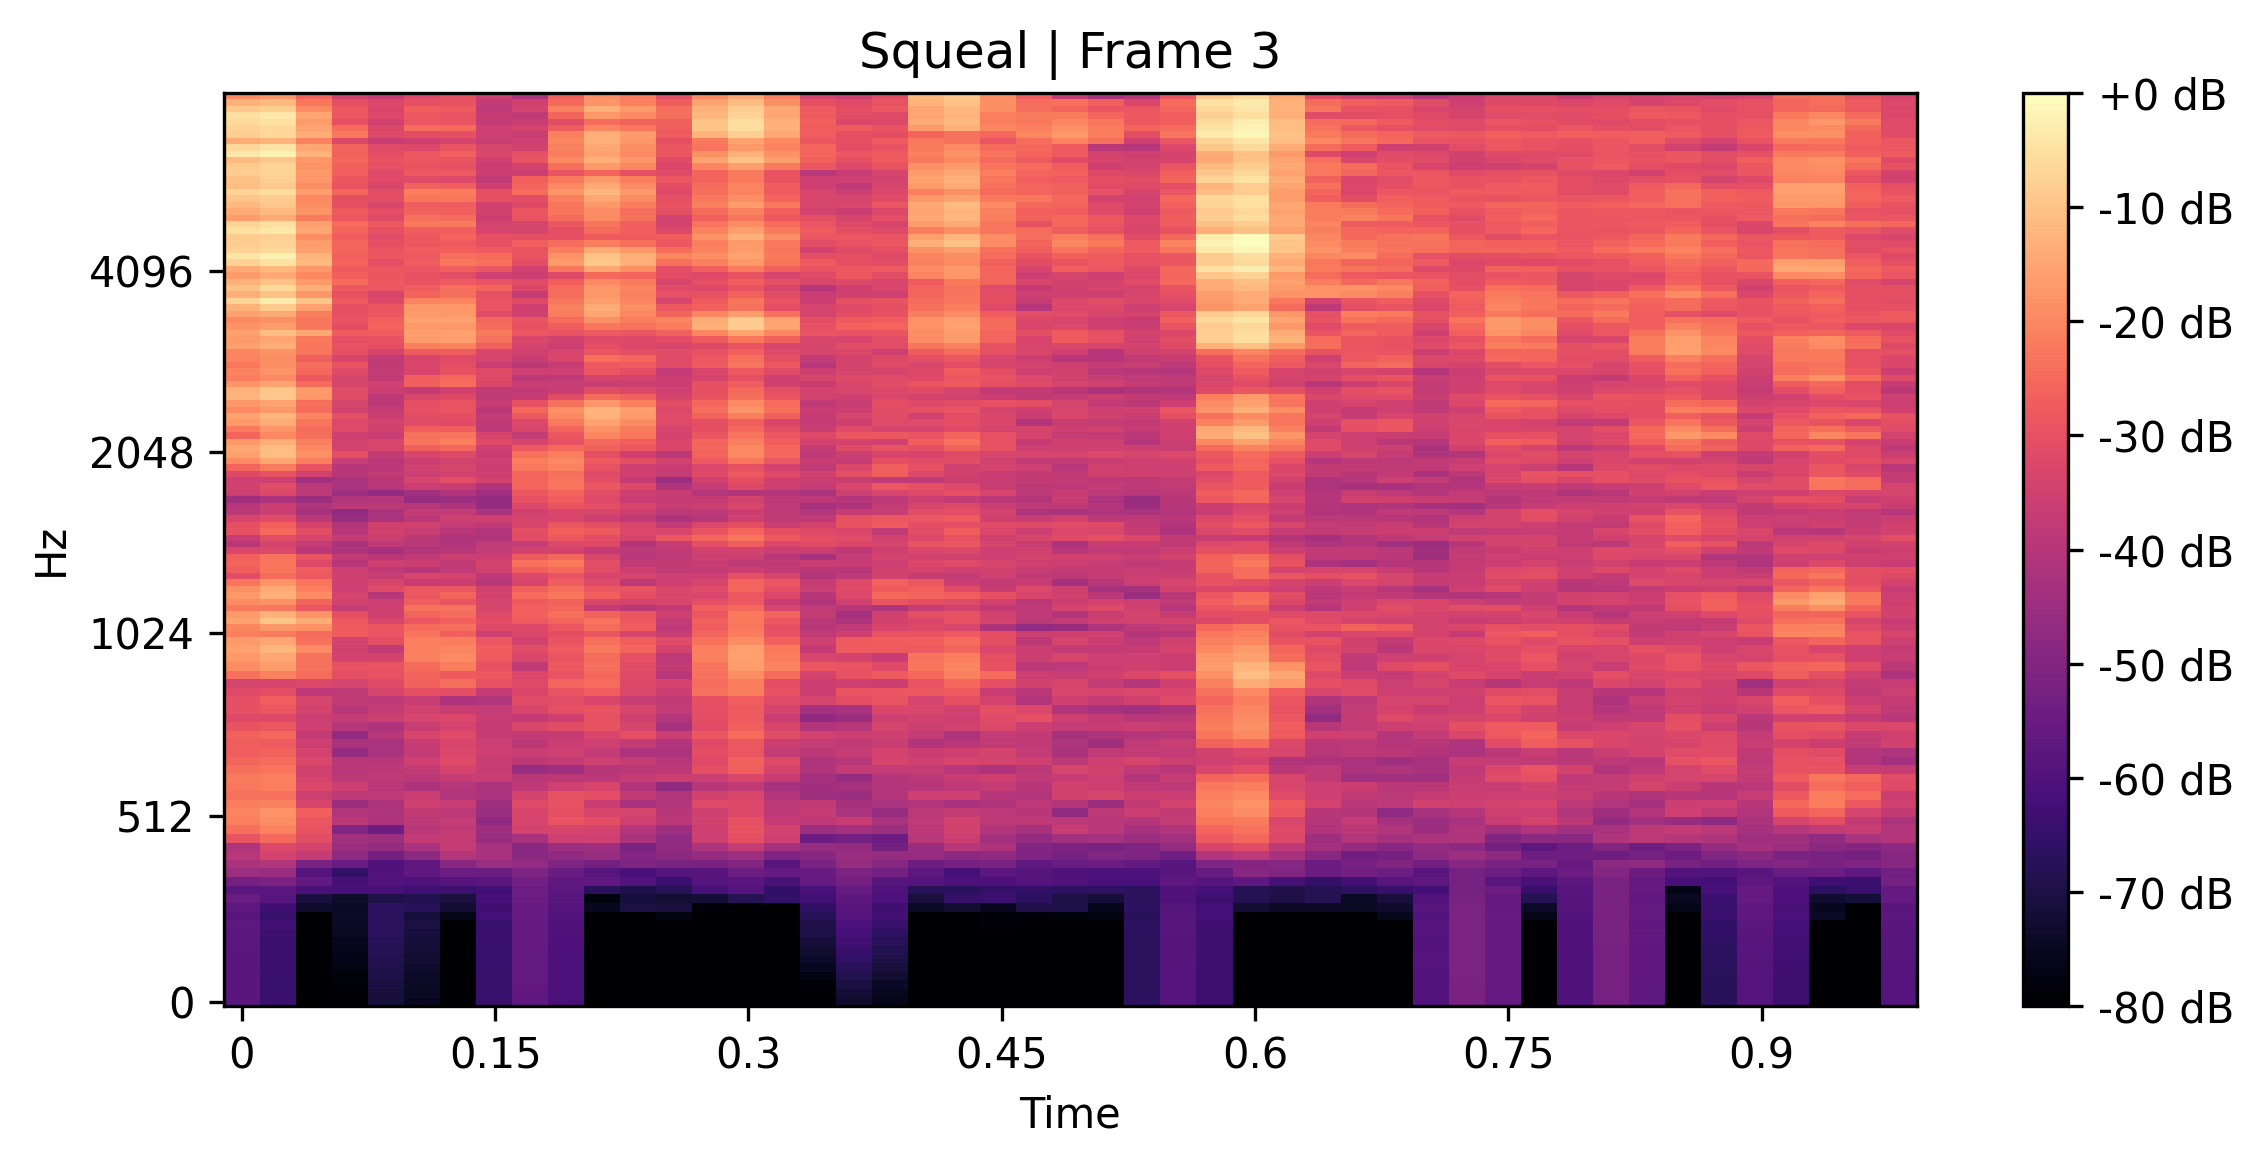 Squeal | Frame 3
+0 dB
-10 dB
-20 dB
-30 dB
-40 dB
-50 dB
-60 dB
-70 dB
-80 dB
Hz
4096
2048
1024
512
0
0 0.15 0.3 0.45 0.6 0.75 0.9
Time